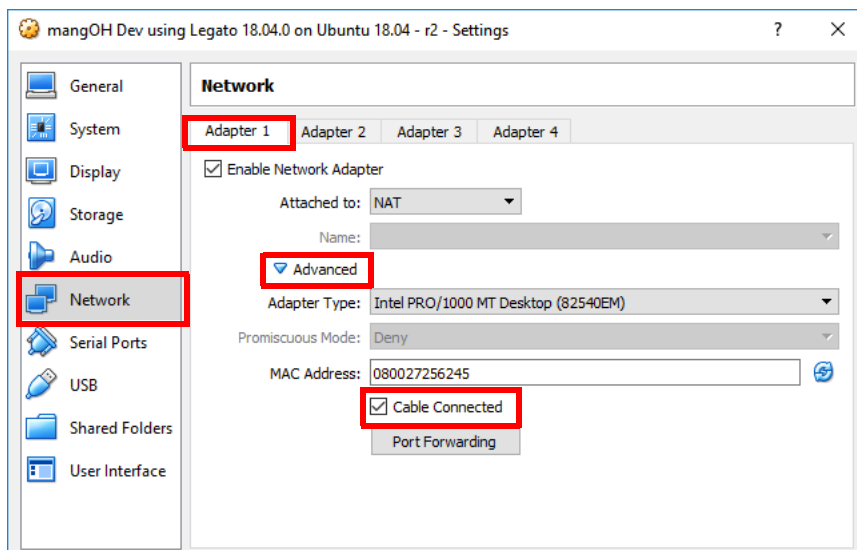 mangOH Dev using Legato 18.04.0 on Ubuntu 18.04 - r2 - Settings ? X
General
System
Display
Storage
Audio
Network
Serial Ports
USB
Shared Folders
User Interface
Network
Adapter 1 Adapter 2 Adapter 3 Adapter 4
Enable Network Adapter
Attached to: NAT
Name:
Advanced
Adapter Type: Intel PRO/1000 MT Desktop (82540EM)
Promiscuous Mode: Deny
MAC Address: 080027256245
Cable Connected
Port Forwarding